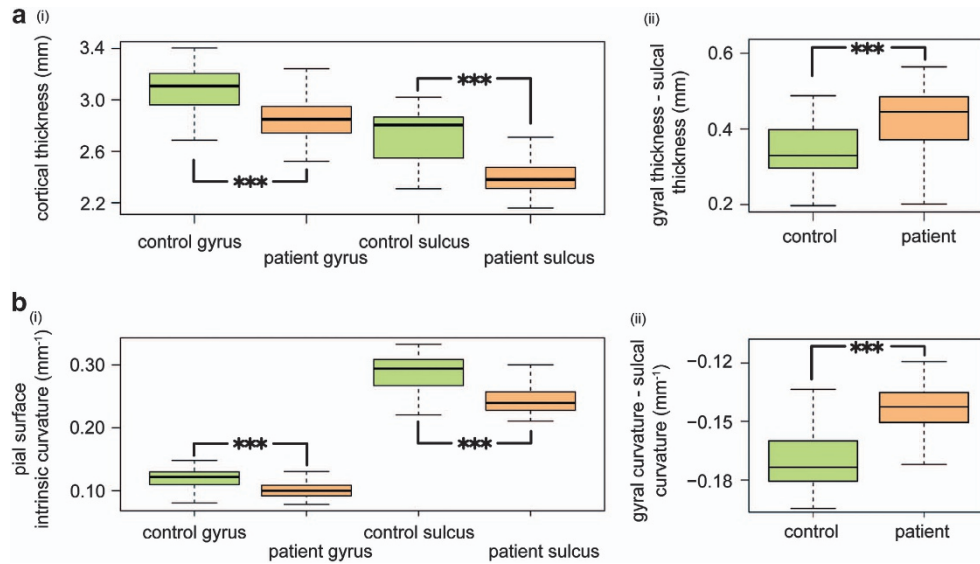 a (i)
cortical thickness (mm)
3.4
3.0
2.6
2.2
***
***
control gyrus
patient gyrus
control sulcus
patient sulcus
(ii)
gyral thickness - sulcal
thickness (mm)
0.6
0.4
0.2
***
control
patient
b (i)
pial surface
intrinsic curvature (mm⁻¹)
0.30
0.20
0.10
***
***
control gyrus
patient gyrus
control sulcus
patient sulcus
(ii)
gyral curvature - sulcal
curvature (mm⁻¹)
−0.12
−0.15
−0.18
***
control
patient